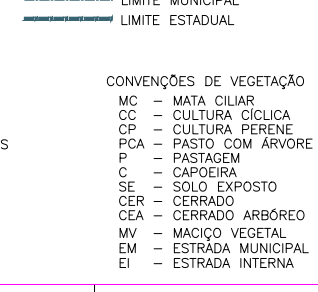 LIMITE MUNICIPAL
LIMITE ESTADUAL
CONVENÇÕES DE VEGETAÇÃO
MC – MATA CILIAR
CC – CULTURA CÍCLICA
CP – CULTURA PERENE
S
PCA – PASTO COM ÁRVORE
P – PASTAGEM
C – CAPOEIRA
SE – SOLO EXPOSTO
CER – CERRADO
CEA – CERRADO ARBÓREO
MV – MACIÇO VEGETAL
EM – ESTRADA MUNICIPAL
EI – ESTRADA INTERNA